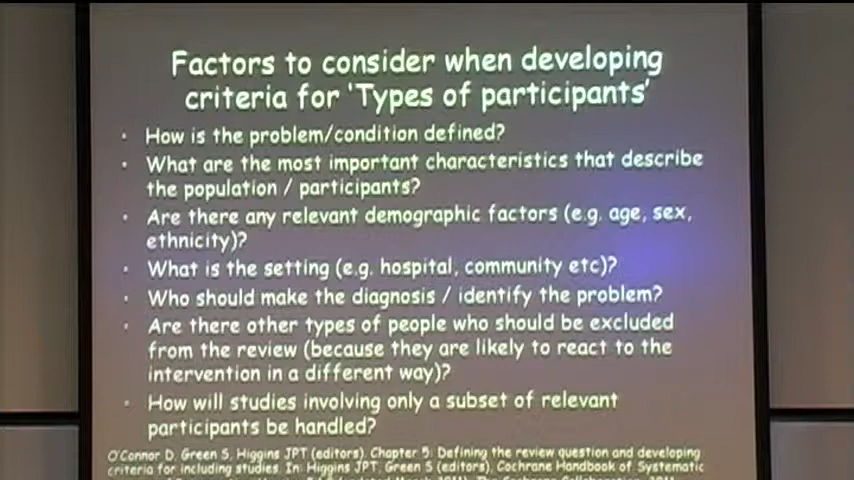 Factors to consider when developing
criteria for 'Types of participants'
• How is the problem/condition defined?
• What are the most important characteristics that describe
the population / participants?
• Are there any relevant demographic factors (e.g. age, sex,
ethnicity)?
• What is the setting (e.g. hospital, community etc)?
• Who should make the diagnosis / identify the problem?
• Are there other types of people who should be excluded
from the review (because they are likely to react to the
intervention in a different way)?
• How will studies involving only a subset of relevant
participants be handled?
O'Connor D, Green S, Higgins JPT (editors). Chapter 5: Defining the review question and developing
criteria for including studies. In: Higgins JPT, Green S (editors), Cochrane Handbook of Systematic